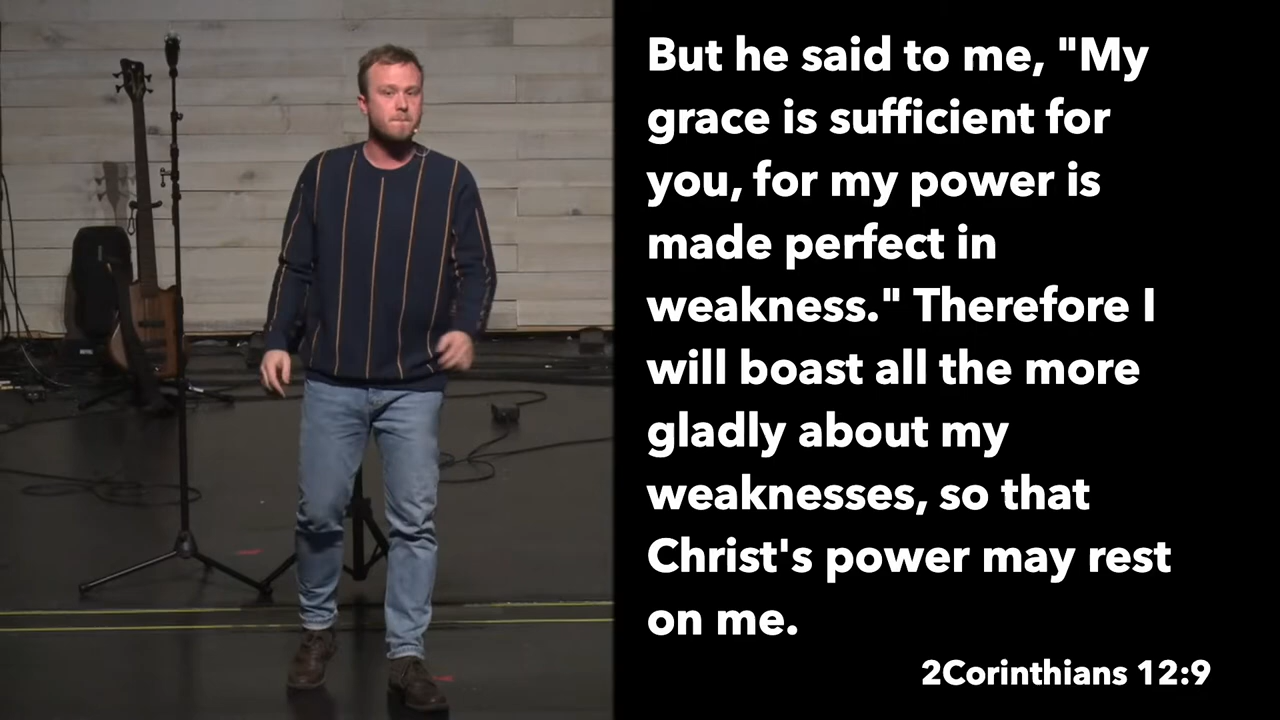 But he said to me, "My
grace is sufficient for
you, for my power is
made perfect in
weakness." Therefore I
will boast all the more
gladly about my
weaknesses, so that
Christ's power may rest
on me.
2Corinthians 12:9